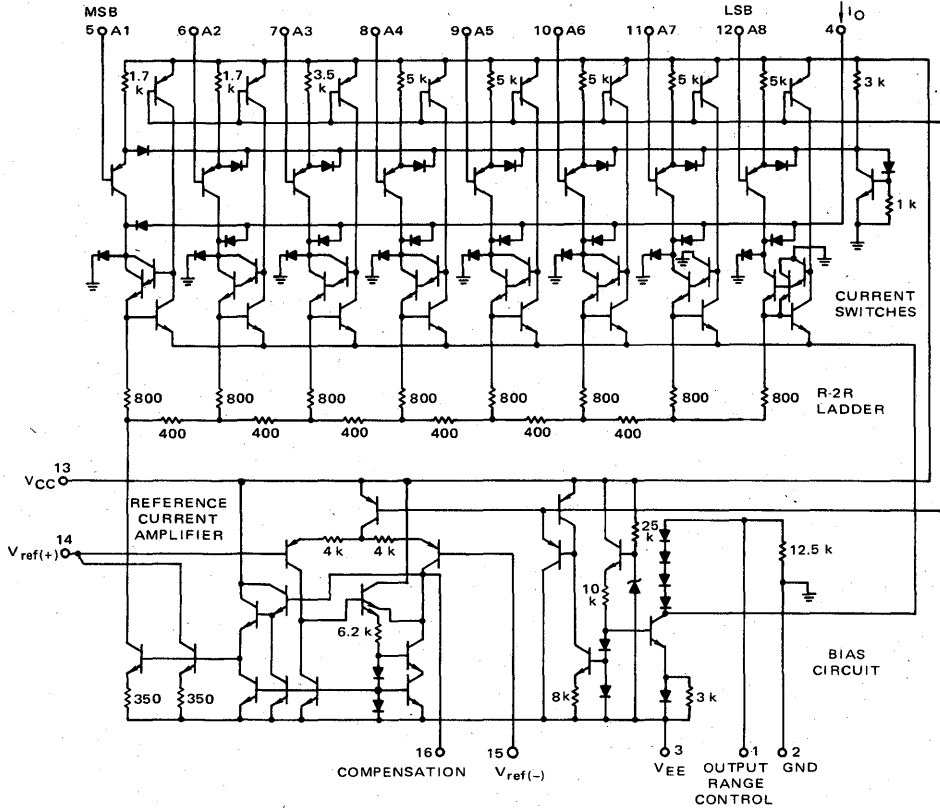 MSB LSB IO
5 A1 6 A2 7 A3 8 A4 9 A5 10 A6 11 A7 12 A8 4
1.7 k 1.7 k 3.5 k 5 k 5 k 5 k 5 k 5k 3 k
1 k
CURRENT
SWITCHES
800 800 800 800 800 800 800 800
R-2R
LADDER
400 400 400 400 400 400
13
VCC
REFERENCE
CURRENT
AMPLIFIER
14
Vref(+)
4 k 4 k
25 k
12.5 k
10 k
6.2 k
BIAS
CIRCUIT
350 350 8k 3 k
16 15 3 1 2
COMPENSATION Vref(-) VEE OUTPUT RANGE CONTROL GND